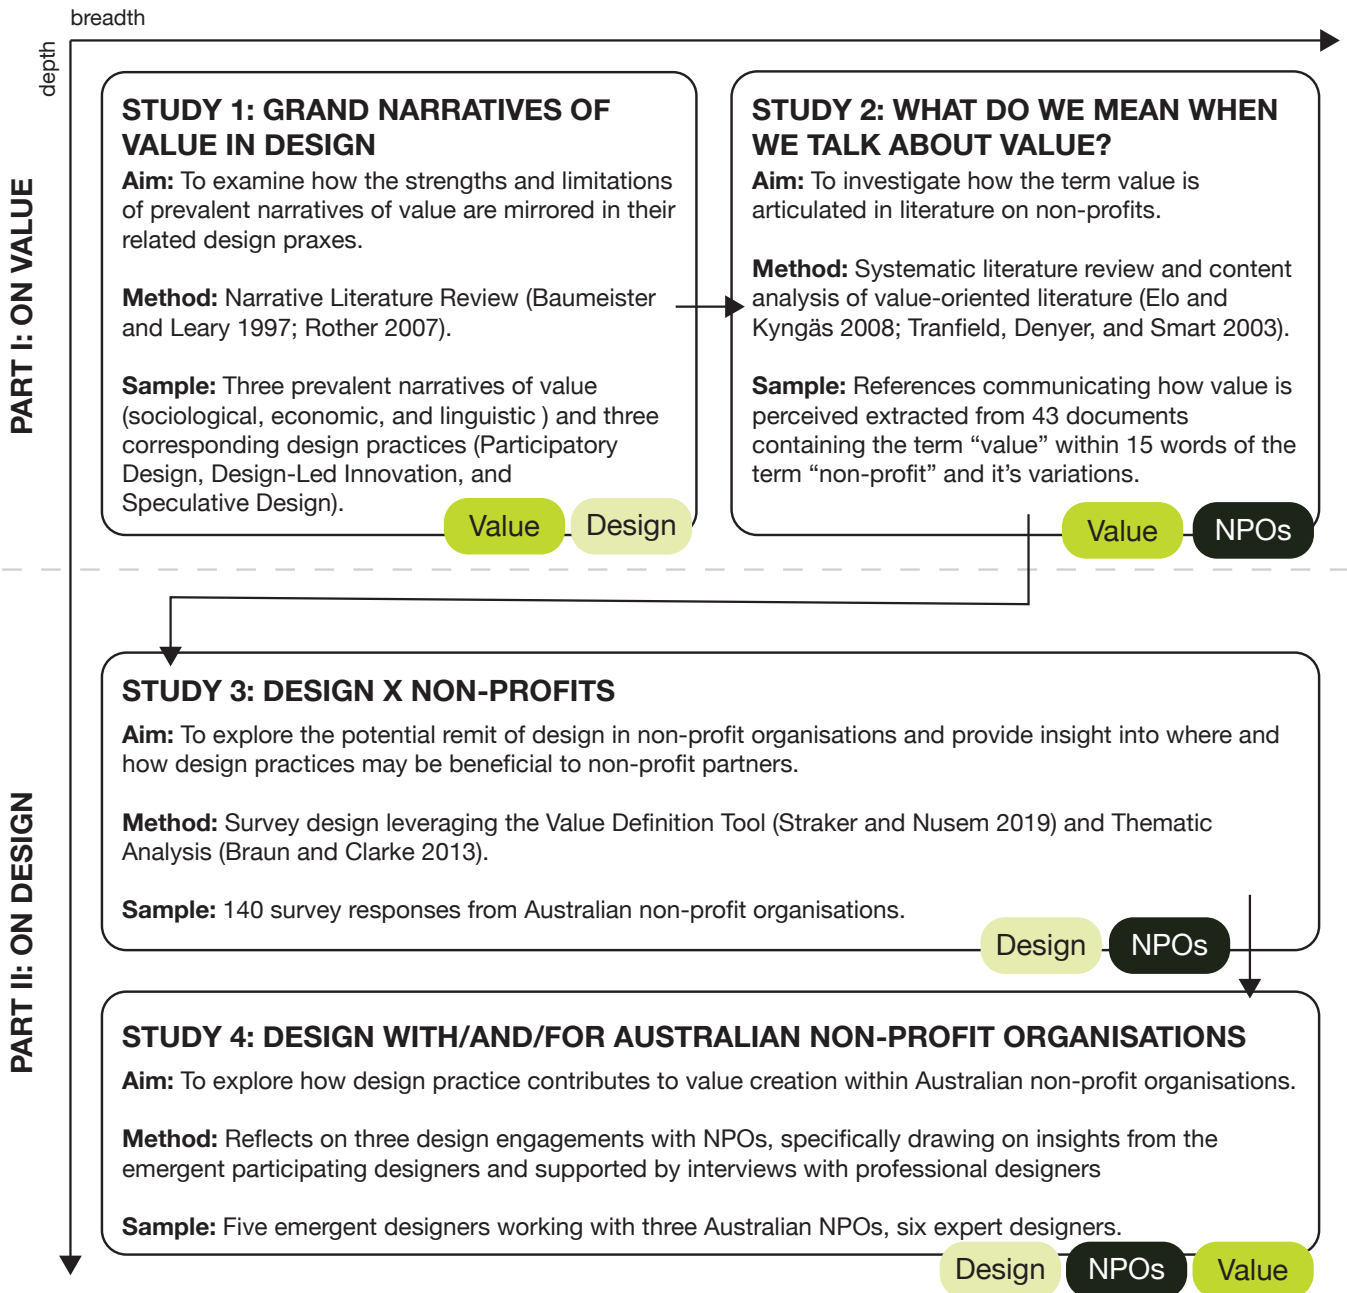 breadth
depth
PART I: ON VALUE
STUDY 1: GRAND NARRATIVES OF
VALUE IN DESIGN
Aim: To examine how the strengths and limitations
of prevalent narratives of value are mirrored in their
related design praxes.
Method: Narrative Literature Review (Baumeister
and Leary 1997; Rother 2007).
Sample: Three prevalent narratives of value
(sociological, economic, and linguistic ) and three
corresponding design practices (Participatory
Design, Design-Led Innovation, and
Speculative Design).
Value
Design
STUDY 2: WHAT DO WE MEAN WHEN
WE TALK ABOUT VALUE?
Aim: To investigate how the term value is
articulated in literature on non-profits.
Method: Systematic literature review and content
analysis of value-oriented literature (Elo and
Kyngäs 2008; Tranfield, Denyer, and Smart 2003).
Sample: References communicating how value is
perceived extracted from 43 documents
containing the term “value” within 15 words of the
term “non-profit” and it’s variations.
Value
NPOs
PART II: ON DESIGN
STUDY 3: DESIGN X NON-PROFITS
Aim: To explore the potential remit of design in non-profit organisations and provide insight into where and
how design practices may be beneficial to non-profit partners.
Method: Survey design leveraging the Value Definition Tool (Straker and Nusem 2019) and Thematic
Analysis (Braun and Clarke 2013).
Sample: 140 survey responses from Australian non-profit organisations.
Design
NPOs
STUDY 4: DESIGN WITH/AND/FOR AUSTRALIAN NON-PROFIT ORGANISATIONS
Aim: To explore how design practice contributes to value creation within Australian non-profit organisations.
Method: Reflects on three design engagements with NPOs, specifically drawing on insights from the
emergent participating designers and supported by interviews with professional designers
Sample: Five emergent designers working with three Australian NPOs, six expert designers.
Design
NPOs
Value